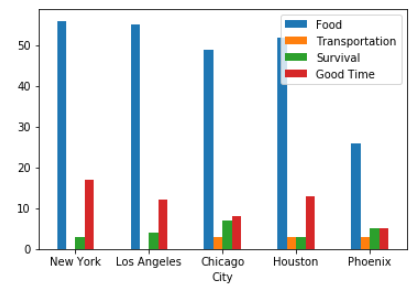 50
40
30
20
10
0
Food
Transportation
Survival
Good Time
New York Los Angeles Chicago Houston Phoenix
City